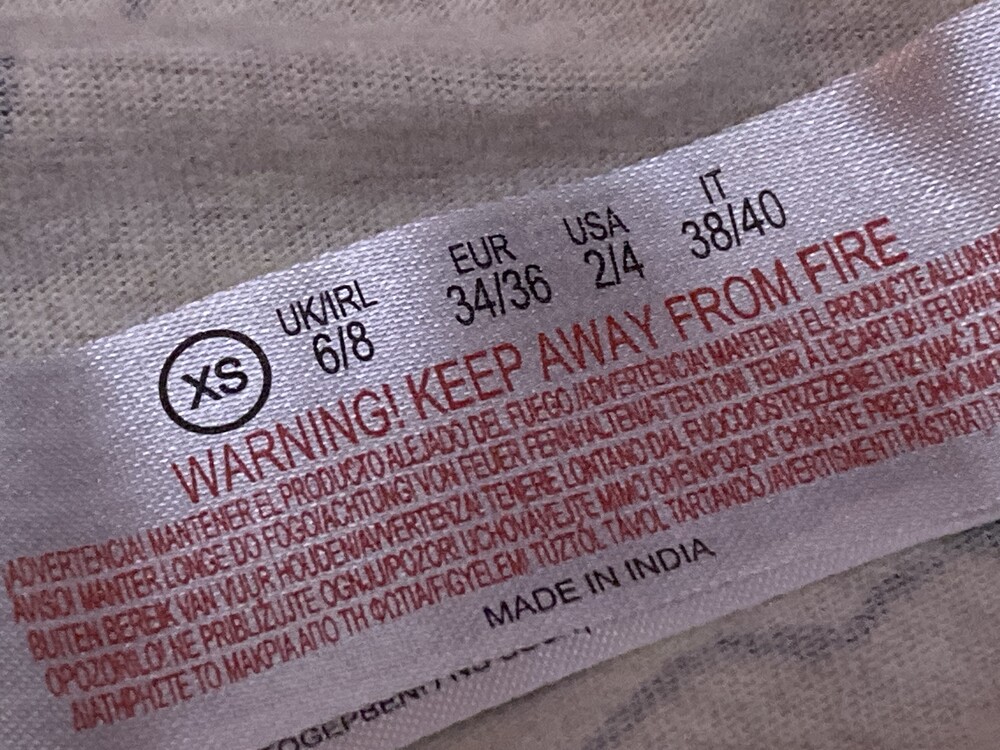 XS
UK/IRL EUR USA IT
6/8 34/36 2/4 38/40
WARNING! KEEP AWAY FROM FIRE
¡ADVERTENCIA! MANTENER EL PRODUCTO ALEJADO DEL FUEGO./ADVERTENCIA! MANTENIU EL PRODUCTE ALLUNYA
AVISO! MANTER LONGE DO FOGO!/ACHTUNG! VON FEUER FERNHALTEN!/ATTENTION! TENIR À L'ÉCART DU FEU!/
BUITEN BEREIK VAN VUUR HOUDEN!/AVVERTENZA! TENERE LONTANO DAL FUOCO/OSTRZEŻENIE! TRZYMAĆ Z D
OPOZORILO! NE PRIBLIŽUJTE OGNJU/POZOR! UCHOVÁVEJTE MIMO OHEŇ/POZOR! CHRÁŇTE PRED OHŇOM
ΔΙΑΤΗΡΗΣΤΕ ΤΟ ΜΑΚΡΙΑ ΑΠΟ ΤΗ ΦΩΤΙΑ/FIGYELEM! TŰZTŐL TÁVOL TARTANDÓ./AVERTISMENT! PĂSTRAȚI
MADE IN INDIA